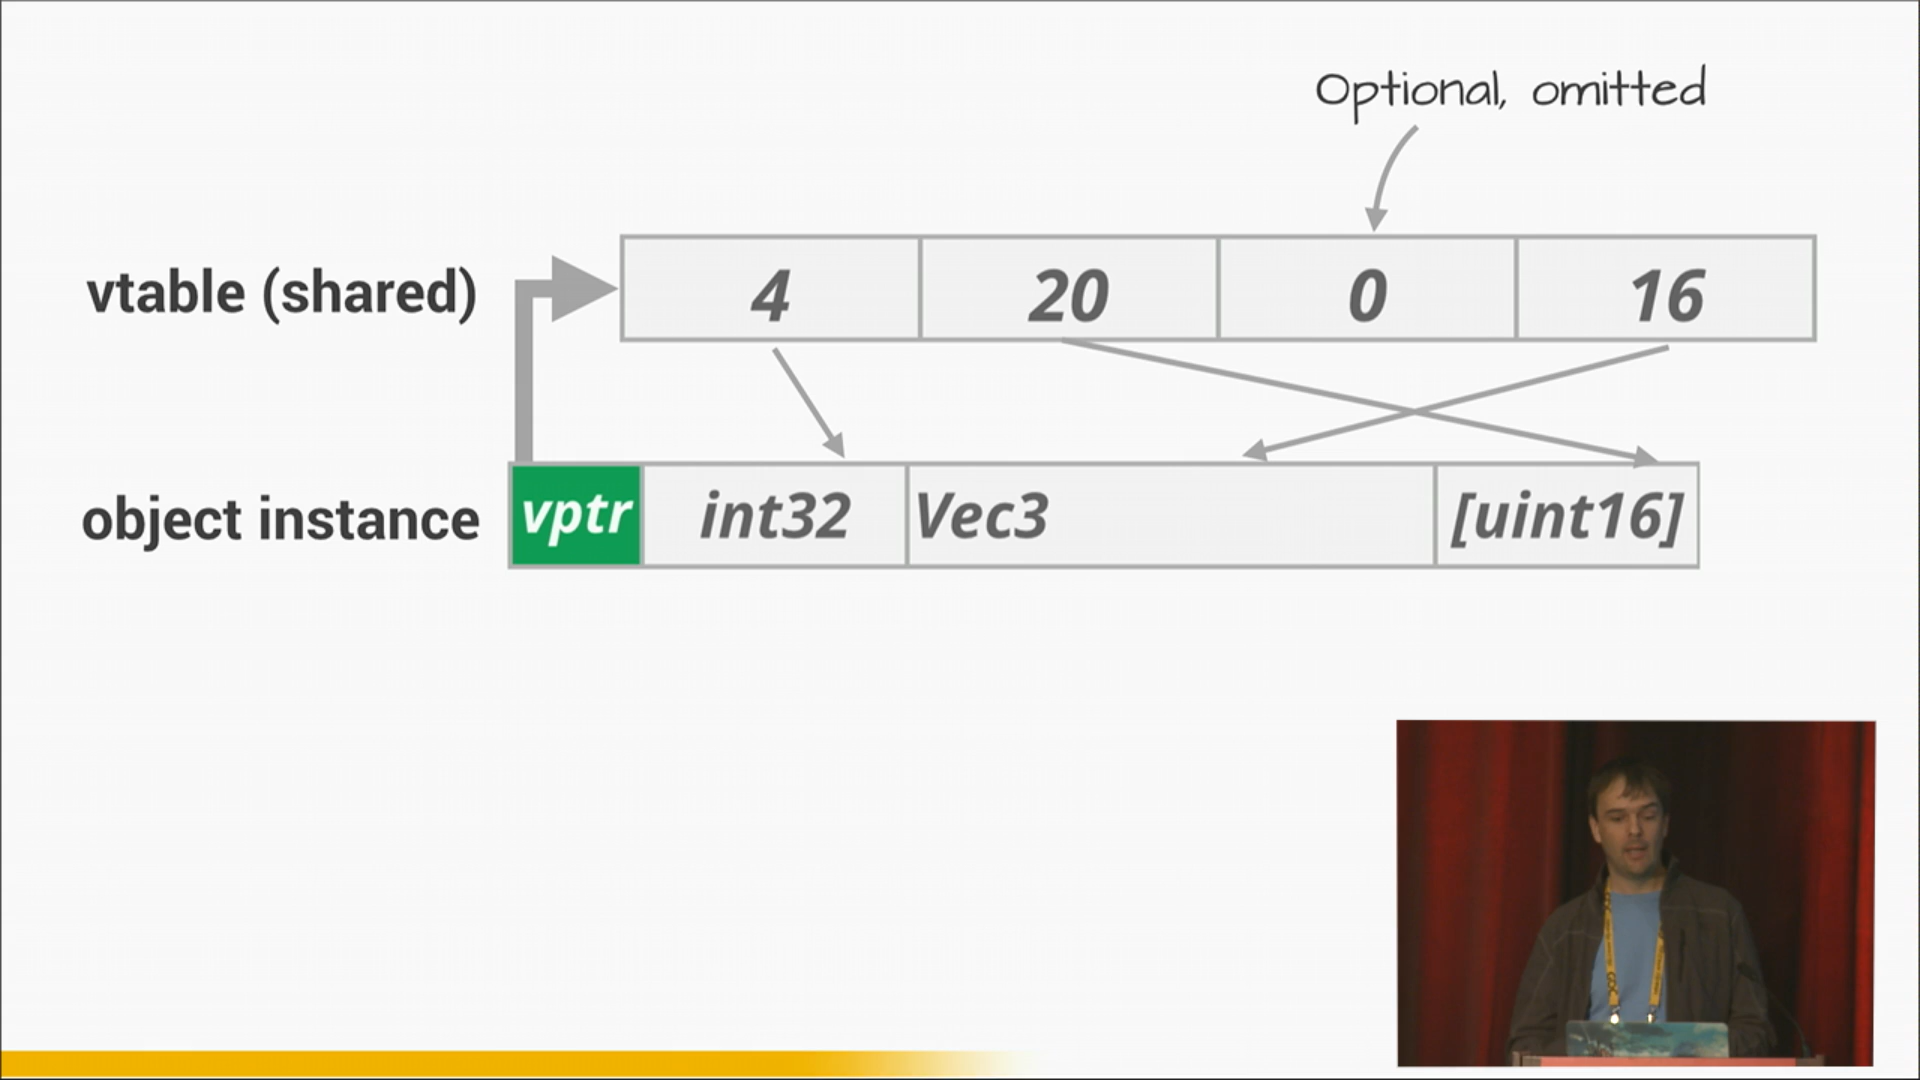 Optional, omitted
vtable (shared) 4 20 0 16
object instance vptr int32 Vec3 [uint16]